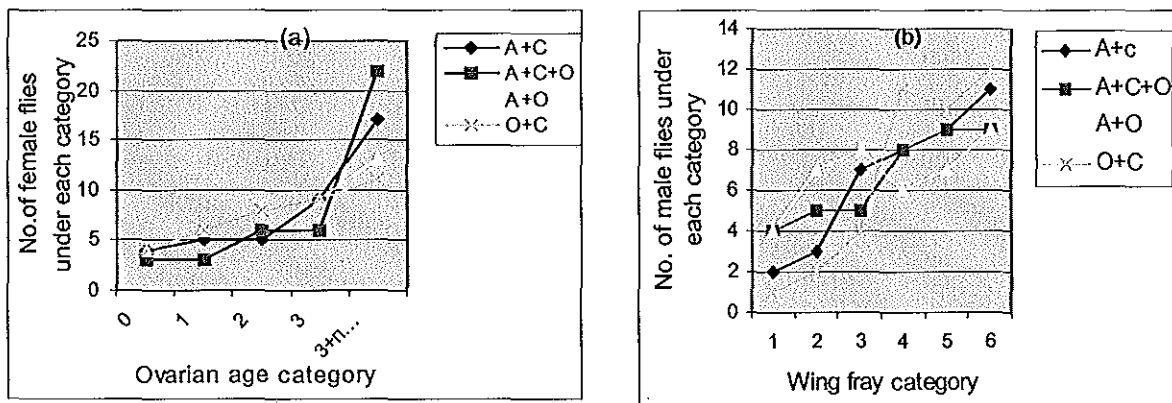 (a)
No.of female flies
under each category
25
20
15
10
5
0
0
1
2
3
3+n...
Ovarian age category
A+C
A+C+O
A+O
O+C
(b)
No. of male flies under
each category
14
12
10
8
6
4
2
0
1 2 3 4 5 6
Wing fray category
A+c
A+C+O
A+O
O+C